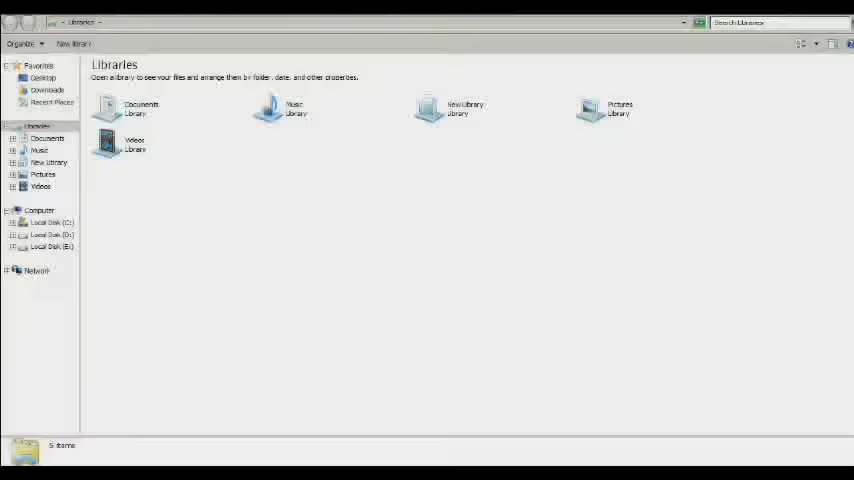 Libraries
Search Libraries
Organize
New library
Favorites
Desktop
Downloads
Recent Places
Libraries
Documents
Music
New Library
Pictures
Videos
Computer
Local Disk (C:)
Local Disk (D:)
Local Disk (E:)
Network
Libraries
Open a library to see your files and arrange them by folder, date, and other properties.
Documents
Library
Music
Library
New Library
Library
Pictures
Library
Videos
Library
5 items